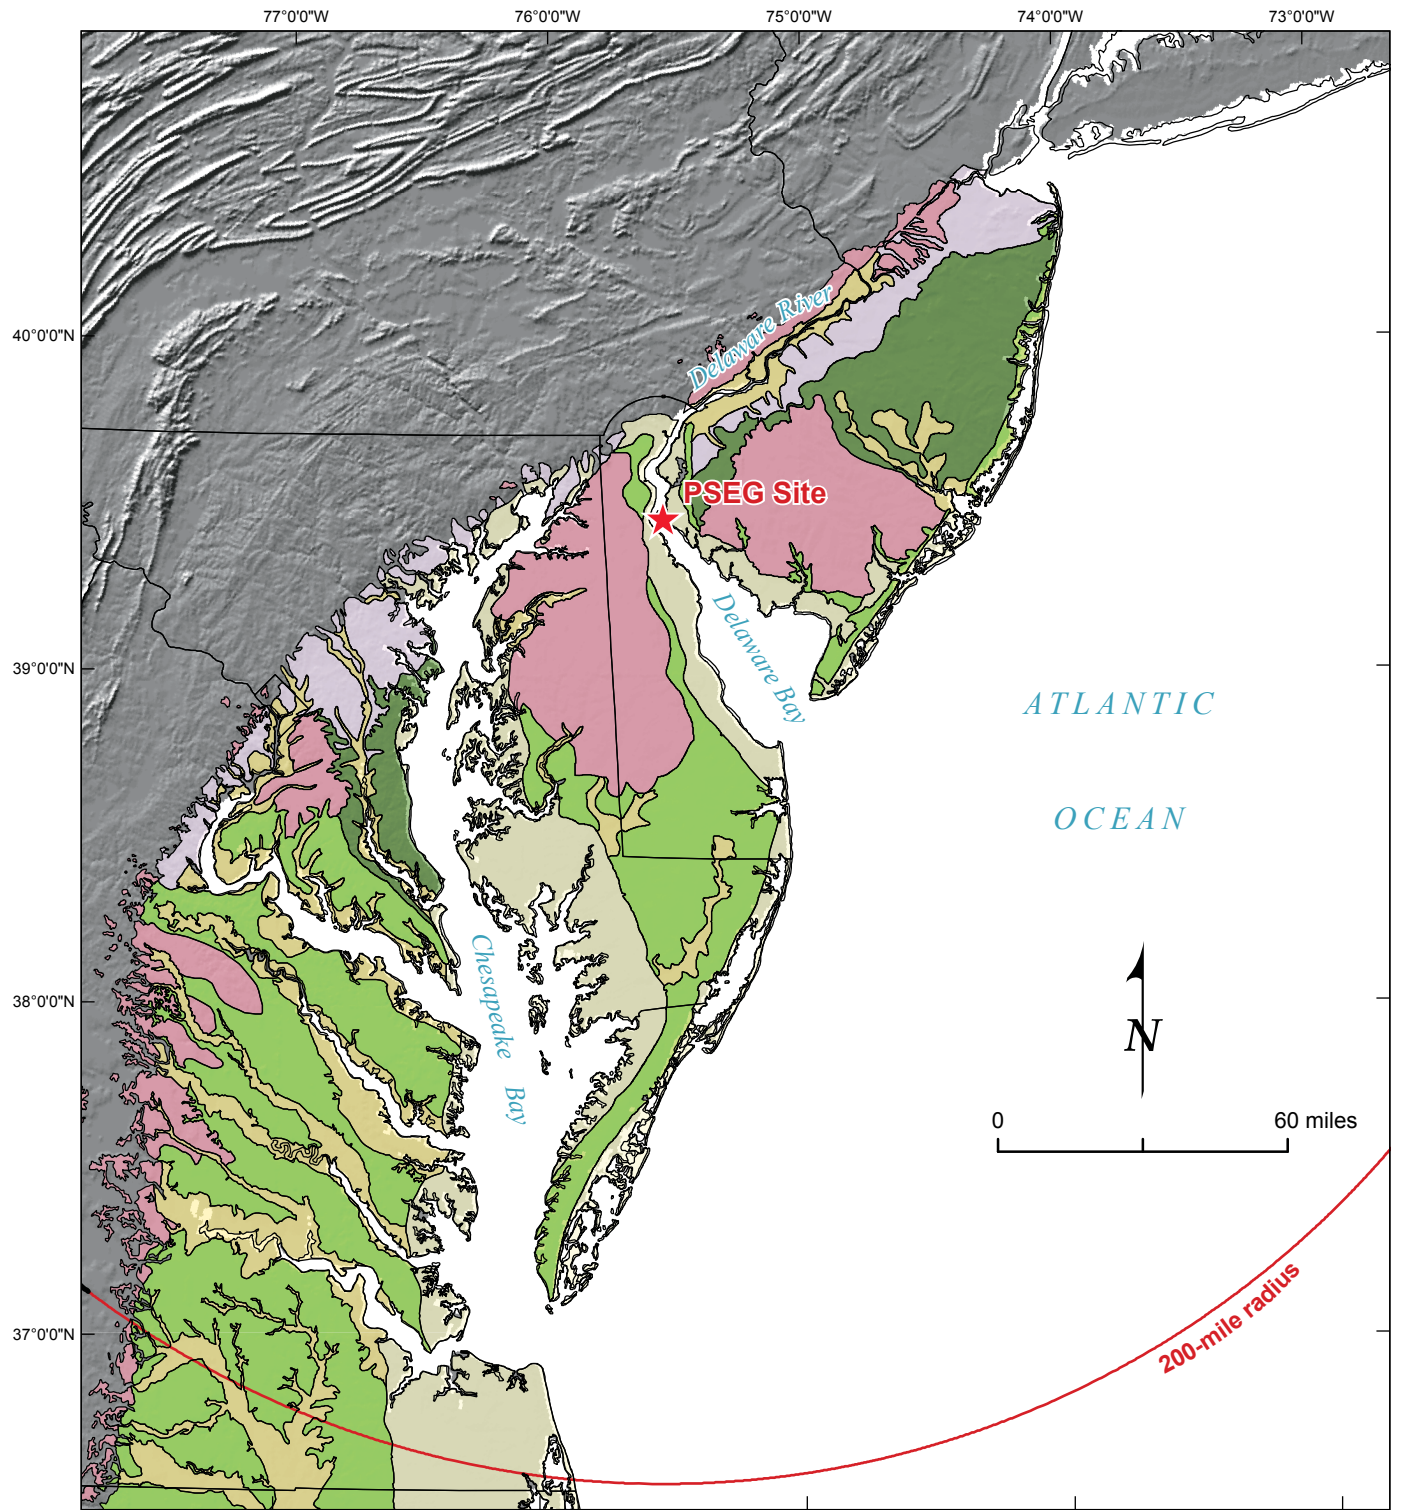 77°0'0"W
76°0'0"W
75°0'0"W
74°0'0"W
73°0'0"W
40°0'0"N
39°0'0"N
38°0'0"N
37°0'0"N
Delaware River
PSEG Site
Delaware Bay
ATLANTIC
OCEAN
Chesapeake Bay
N
0 60 miles
200-mile radius